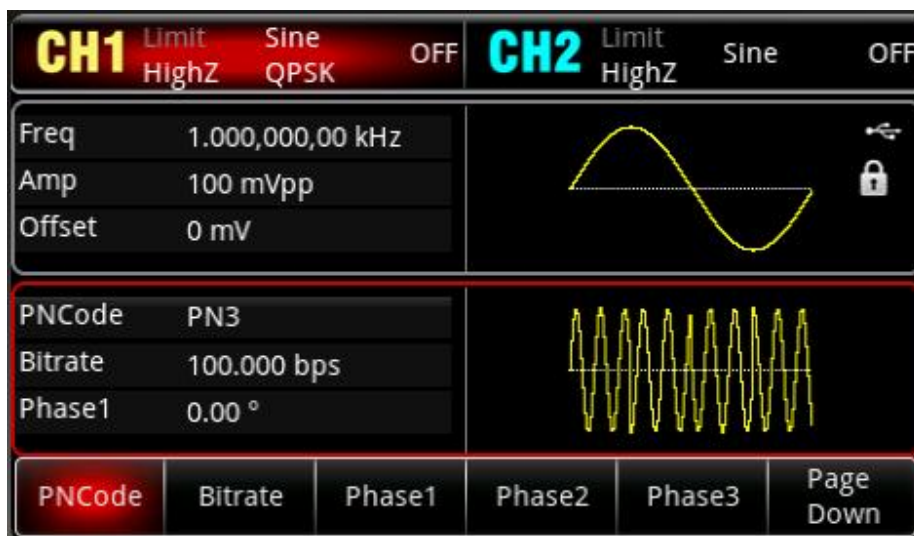 CH1 Limit Sine OFF CH2 Limit Sine OFF
HighZ QPSK HighZ
Freq 1.000,000,00 kHz
Amp 100 mVpp
Offset 0 mV
PNCode PN3
Bitrate 100.000 bps
Phase1 0.00 °
PNCode Bitrate Phase1 Phase2 Phase3 Page
Down